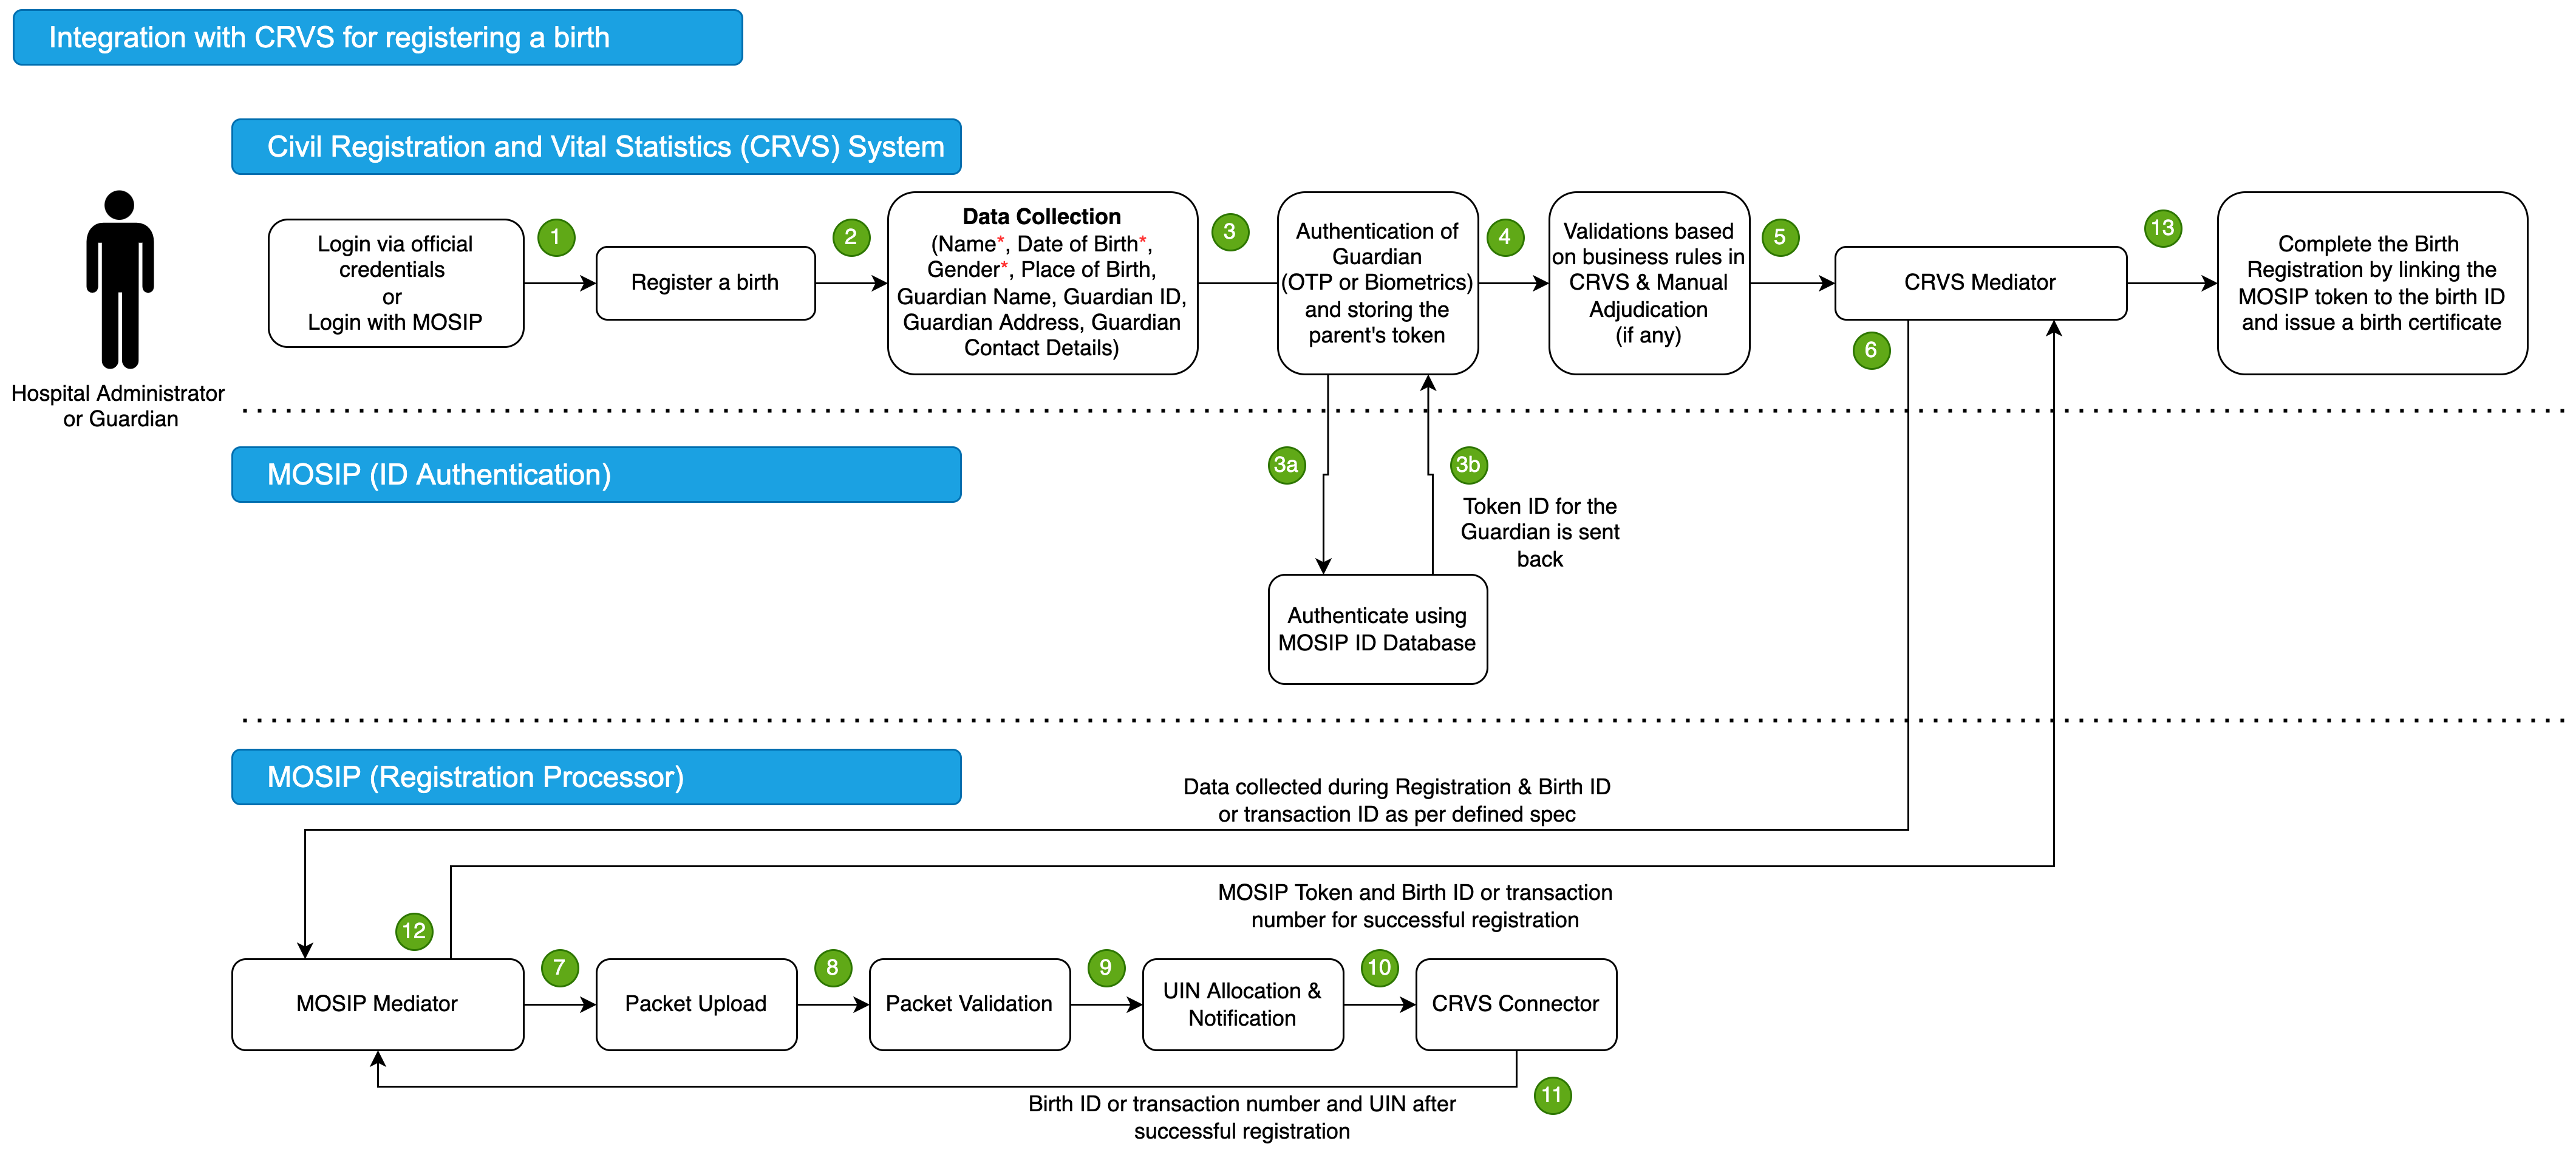 Integration with CRVS for registering a birth
Civil Registration and Vital Statistics (CRVS) System
Hospital Administrator
or Guardian
Login via official
credentials
or
Login with MOSIP
1
Register a birth
2
Data Collection
(Name*, Date of Birth*,
Gender*, Place of Birth,
Guardian Name, Guardian ID,
Guardian Address, Guardian
Contact Details)
3
Authentication of
Guardian
(OTP or Biometrics)
and storing the
parent's token
4
Validations based
on business rules in
CRVS & Manual
Adjudication
(if any)
5
CRVS Mediator
6
13
Complete the Birth
Registration by linking the
MOSIP token to the birth ID
and issue a birth certificate
MOSIP (ID Authentication)
3a
3b
Token ID for the
Guardian is sent
back
Authenticate using
MOSIP ID Database
MOSIP (Registration Processor)
Data collected during Registration & Birth ID
or transaction ID as per defined spec
MOSIP Token and Birth ID or transaction
number for successful registration
12
MOSIP Mediator
7
Packet Upload
8
Packet Validation
9
UIN Allocation &
Notification
10
CRVS Connector
11
Birth ID or transaction number and UIN after
successful registration